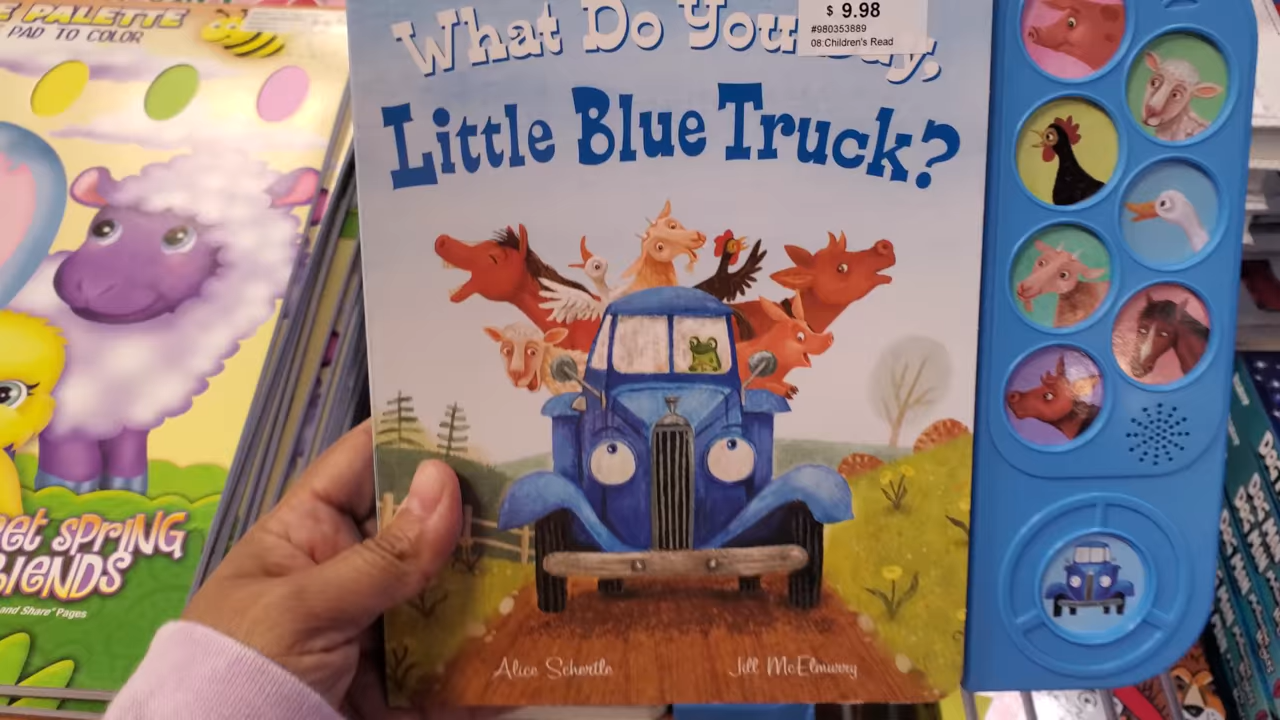 E PALETTE
PAD TO COLOR
ET SPRING
and Share" Pages
$ 9.98
#980353889
08:Children's Read
What Do You Say,
Little Blue Truck?
Alice Schertle
Jill McElmurry